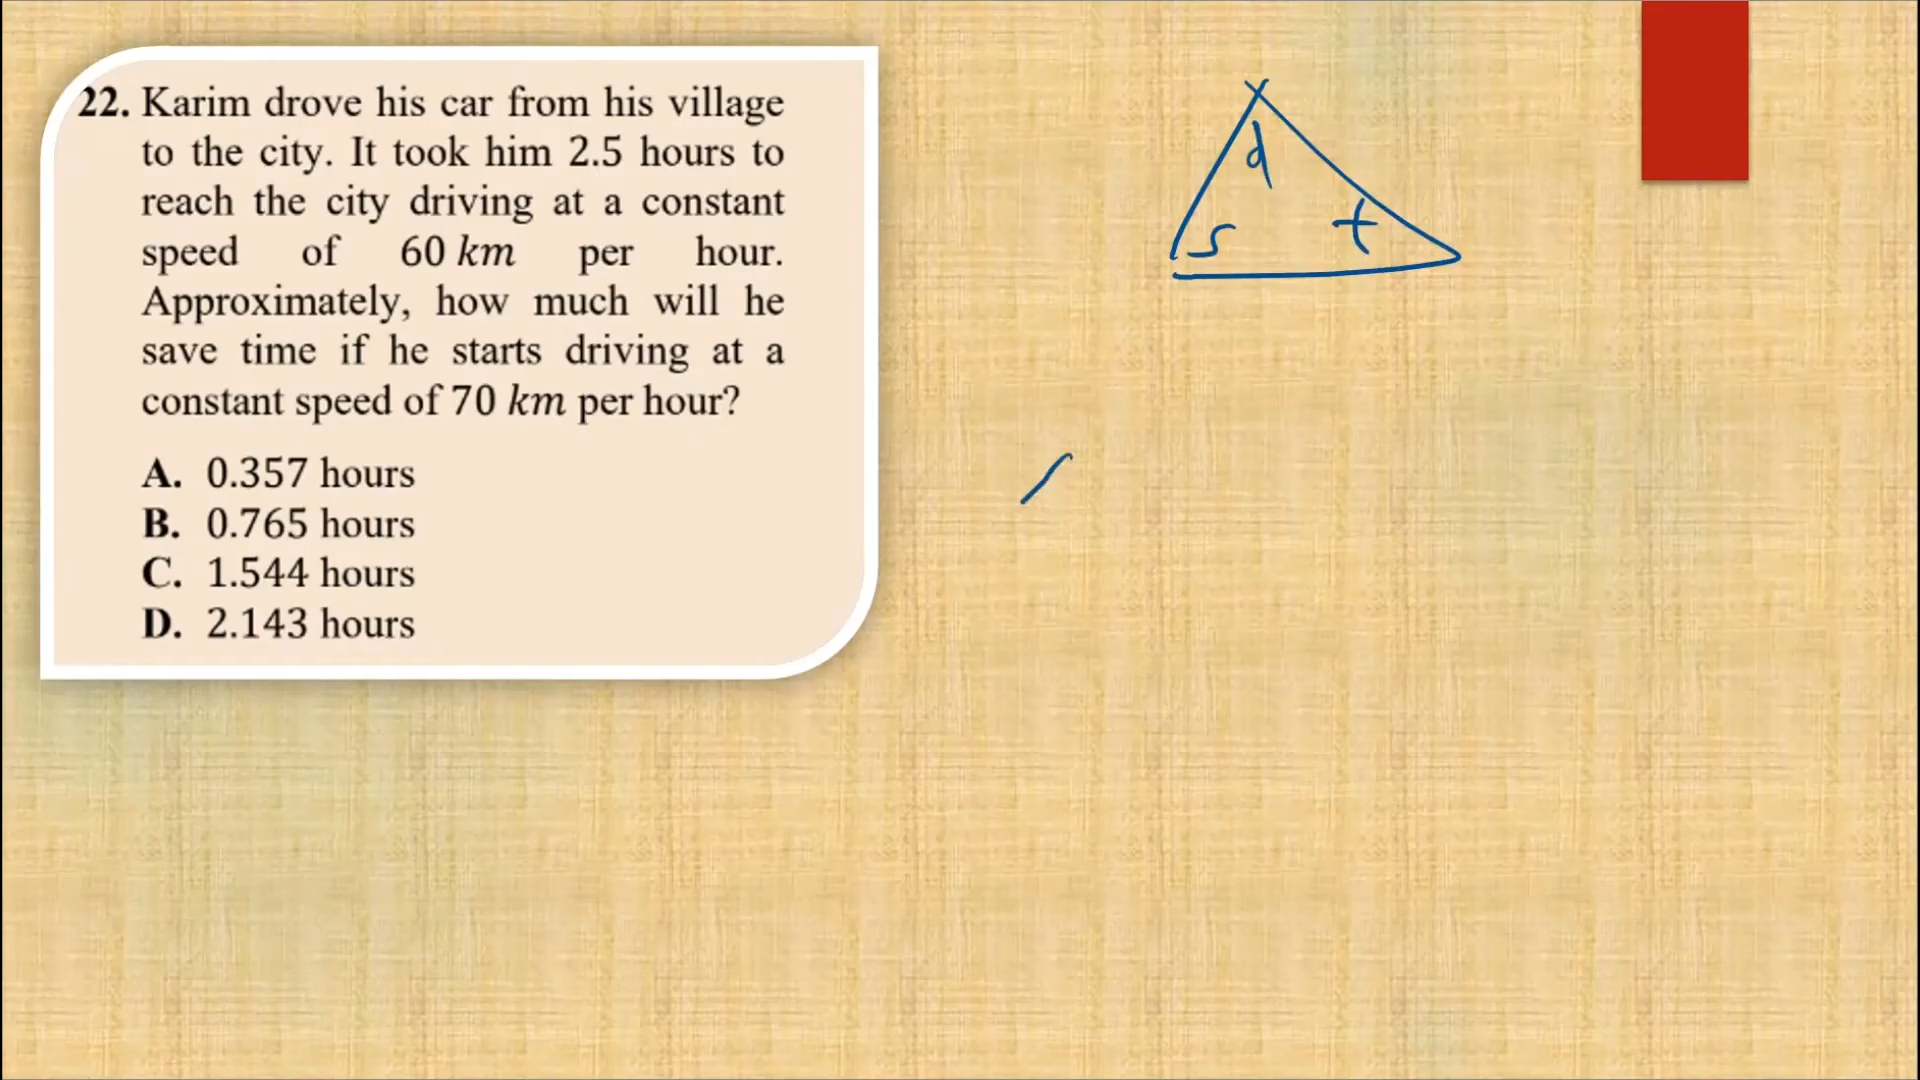 22. Karim drove his car from his village
to the city. It took him 2.5 hours to
reach the city driving at a constant
speed of 60 km per hour.
Approximately, how much will he
save time if he starts driving at a
constant speed of 70 km per hour?
A. 0.357 hours
B. 0.765 hours
C. 1.544 hours
D. 2.143 hours
d
s t